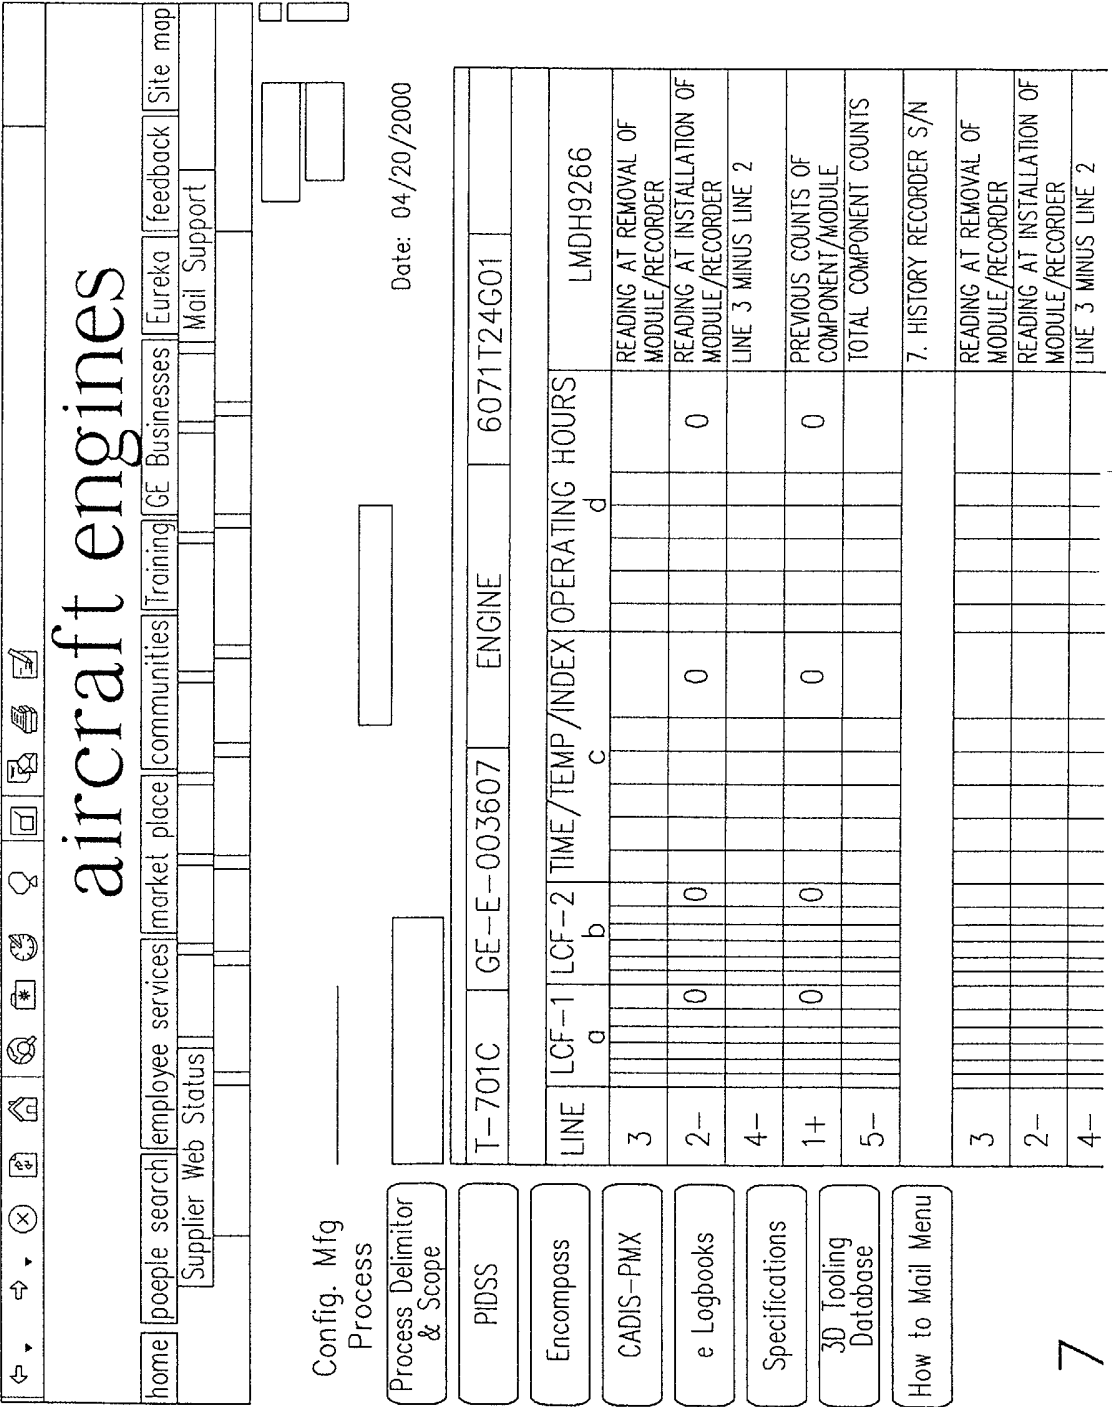 aircraft engines
home poeple search employee services market place communities Training GE Businesses Eureka feedback Site map
Supplier Web Status Mail Support
Config. Mfg
Process
Date: 04/20/2000
Process Delimitor
& Scope
PIDSS
Encompass
CADIS-PMX
e Logbooks
Specifications
3D Tooling
Database
How to Mail Menu
T-701C GE-E-003607 ENGINE 6071T24G01
LINE LCF-1 LCF-2 TIME/TEMP/INDEX OPERATING HOURS LMDH9266
a b c d
3 READING AT REMOVAL OF
MODULE/RECORDER
2- 0 0 0 0 READING AT INSTALLATION OF
MODULE/RECORDER
4- LINE 3 MINUS LINE 2
1+ 0 0 0 0 PREVIOUS COUNTS OF
COMPONENT/MODULE
5- TOTAL COMPONENT COUNTS
7. HISTORY RECORDER S/N
3 READING AT REMOVAL OF
MODULE/RECORDER
2- READING AT INSTALLATION OF
MODULE/RECORDER
4- LINE 3 MINUS LINE 2
7